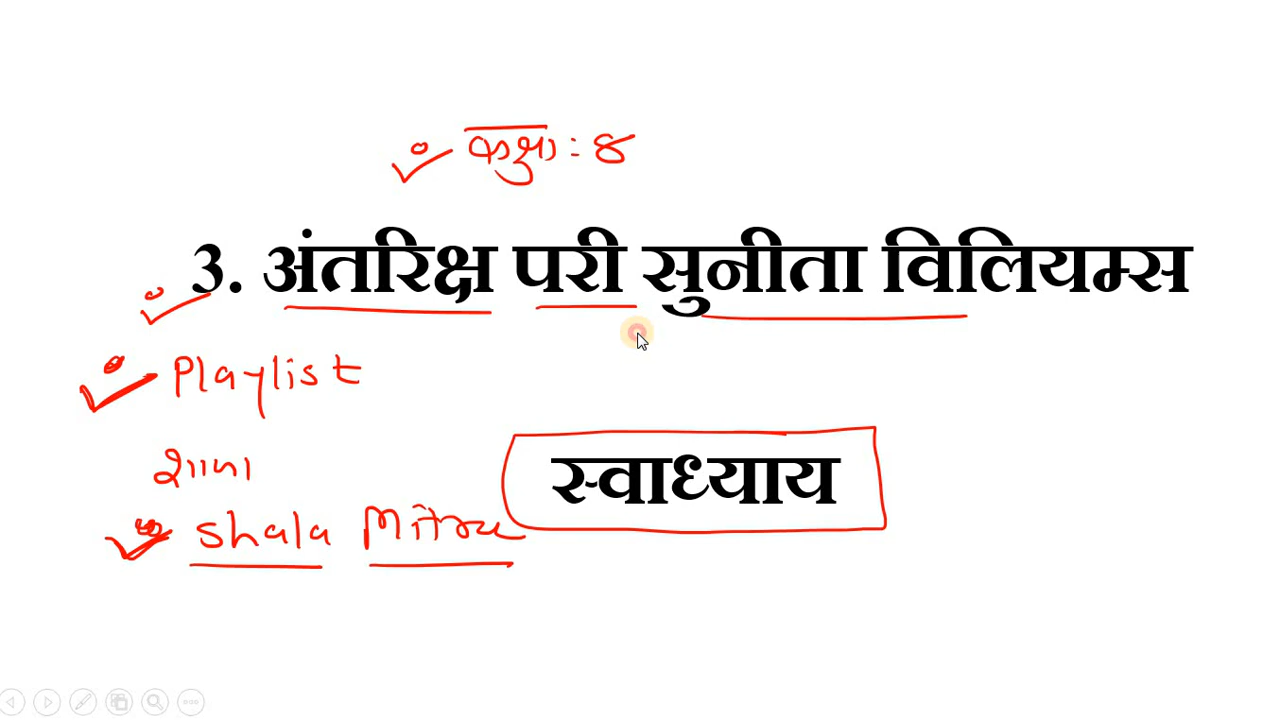 कक्षा : 8
3. अंतरिक्ष परी सुनीता विलियम्स
Playlist
स्वाध्याय
શાળા
Shala Mitra